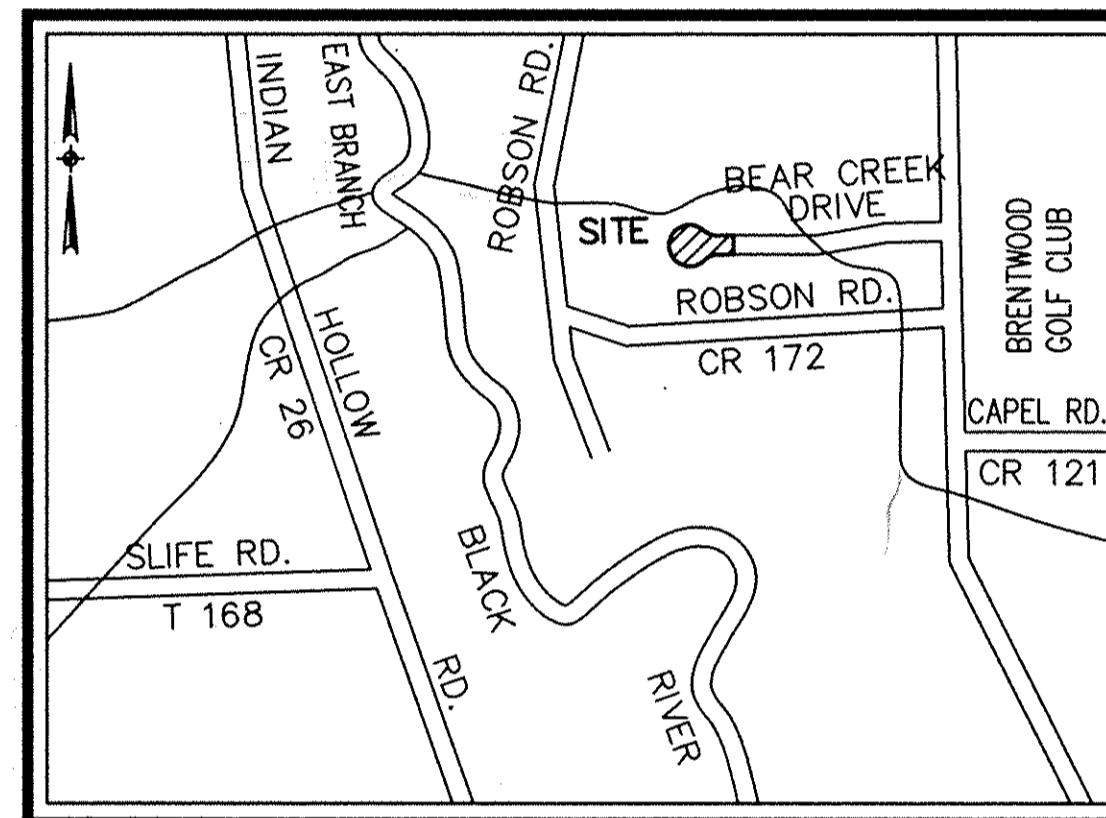 INDIAN
HOLLOW
RD.
CR 26
EAST BRANCH
BLACK
RIVER
ROBSON RD.
BEAR CREEK
DRIVE
SITE
ROBSON RD.
CR 172
BRENTWOOD
GOLF CLUB
CAPEL RD.
CR 121
SLIFE RD.
T 168